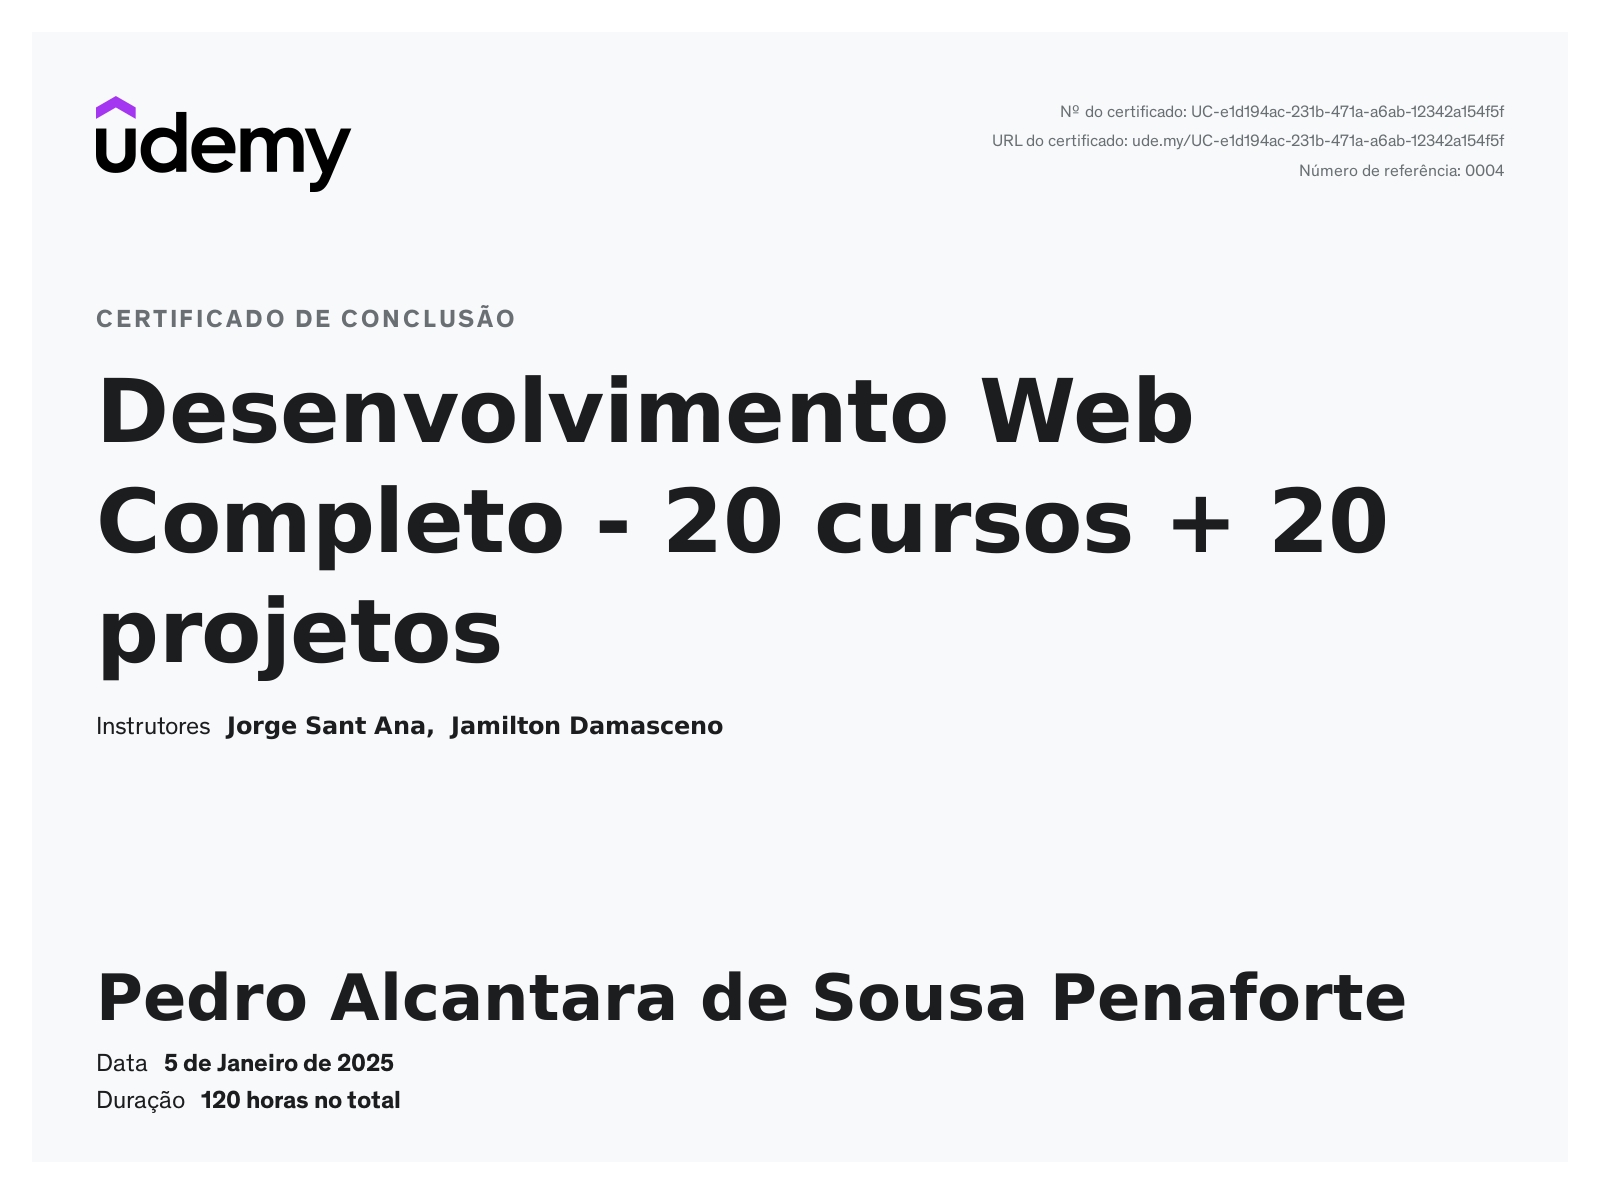 udemy
Nº do certificado: UC-e1d194ac-231b-471a-a6ab-12342a154f5f
URL do certificado: ude.my/UC-e1d194ac-231b-471a-a6ab-12342a154f5f
Número de referência: 0004
CERTIFICADO DE CONCLUSÃO
Desenvolvimento Web
Completo - 20 cursos + 20
projetos
Instrutores Jorge Sant Ana, Jamilton Damasceno
Pedro Alcantara de Sousa Penaforte
Data 5 de Janeiro de 2025
Duração 120 horas no total